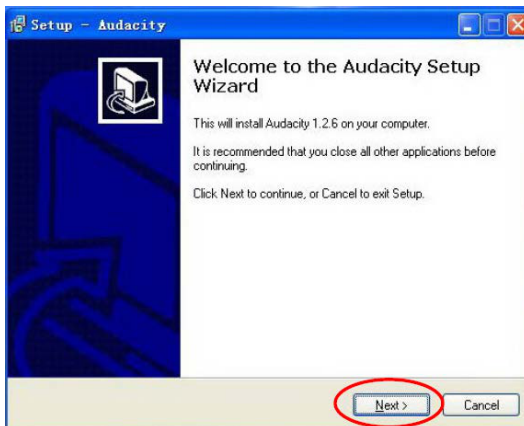 Setup - Audacity
Welcome to the Audacity Setup
Wizard
This will install Audacity 1.2.6 on your computer.
It is recommended that you close all other applications before
continuing.
Click Next to continue, or Cancel to exit Setup.
Next >
Cancel